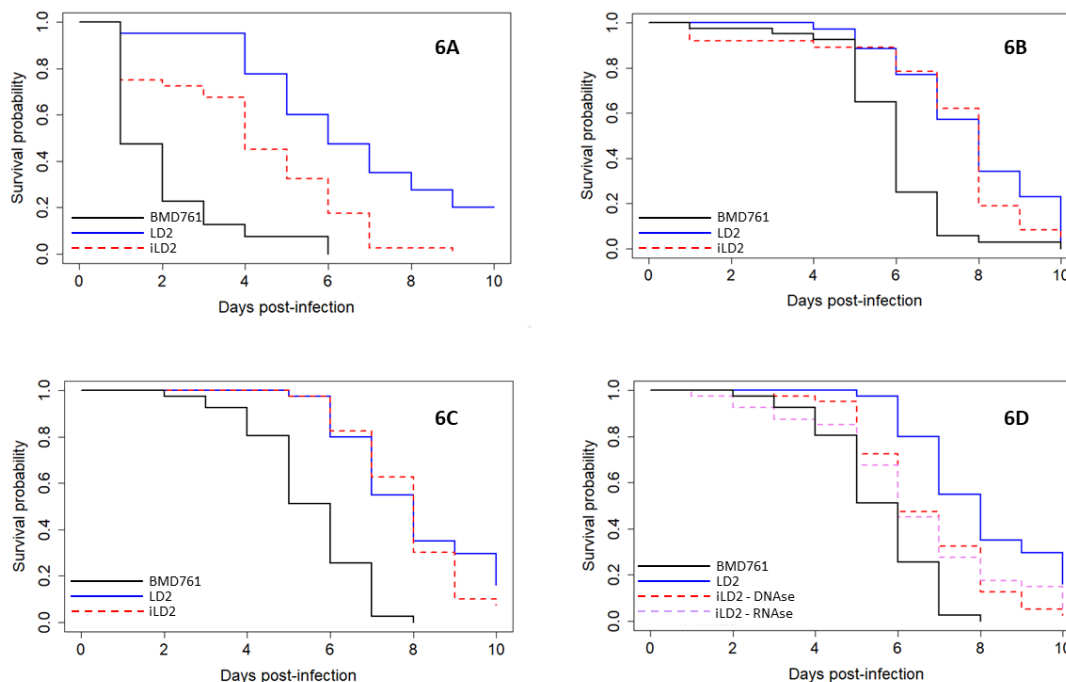 6A
Survival probability
0.0 0.2 0.4 0.6 0.8 1.0
BMD761
LD2
iLD2
0 2 4 6 8 10
Days post-infection
6B
Survival probability
0.0 0.2 0.4 0.6 0.8 1.0
BMD761
LD2
iLD2
0 2 4 6 8 10
Days post-infection
6C
Survival probability
0.0 0.2 0.4 0.6 0.8 1.0
BMD761
LD2
iLD2
0 2 4 6 8 10
Days post-infection
6D
Survival probability
0.0 0.2 0.4 0.6 0.8 1.0
BMD761
LD2
iLD2 - DNAse
iLD2 - RNAse
0 2 4 6 8 10
Days post-infection